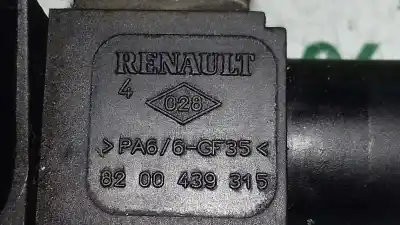 RENAULT
4
028
>PA6/6-GF35<
82 00 439 315